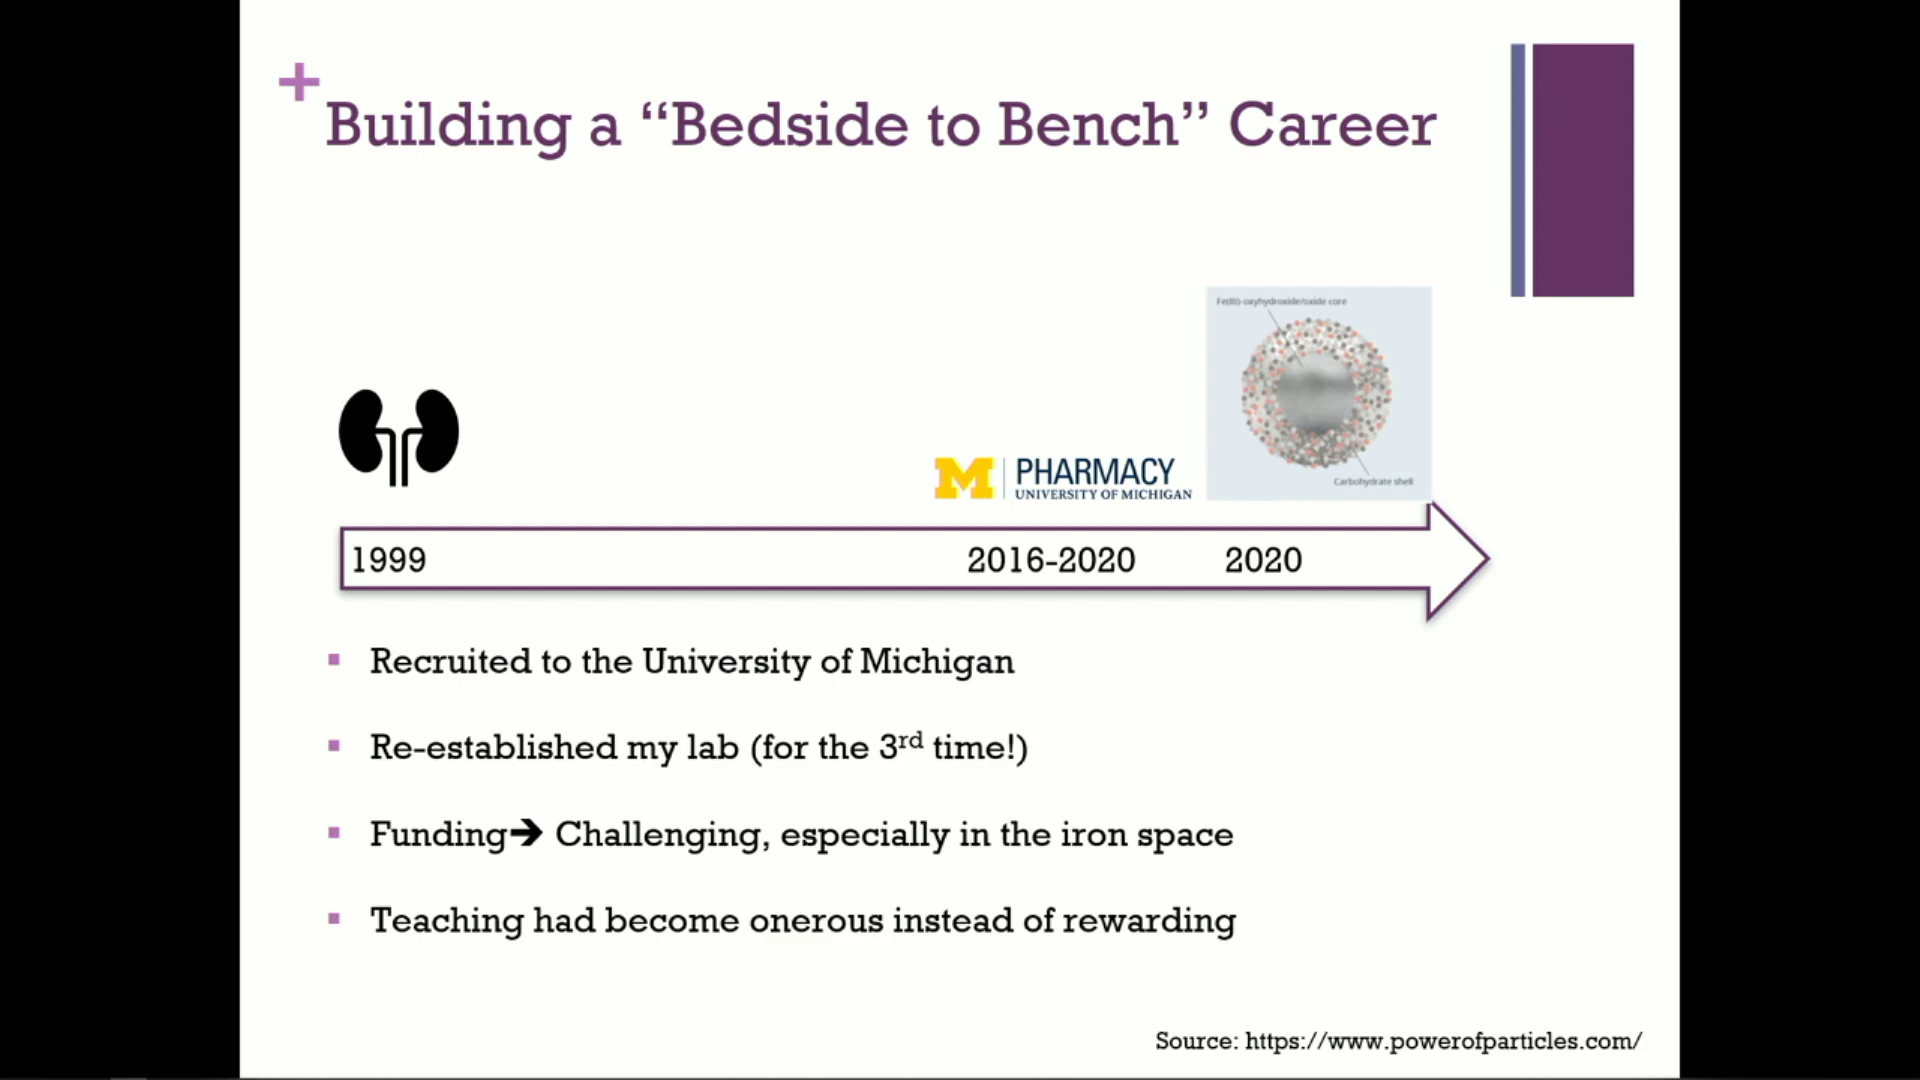 +
Building a “Bedside to Bench” Career
Fe(III)-oxyhydroxide/oxide core
Carbohydrate shell
M PHARMACY
UNIVERSITY OF MICHIGAN
1999 2016-2020 2020
▪ Recruited to the University of Michigan
▪ Re-established my lab (for the 3rd time!)
▪ Funding➔ Challenging, especially in the iron space
▪ Teaching had become onerous instead of rewarding
Source: https://www.powerofparticles.com/